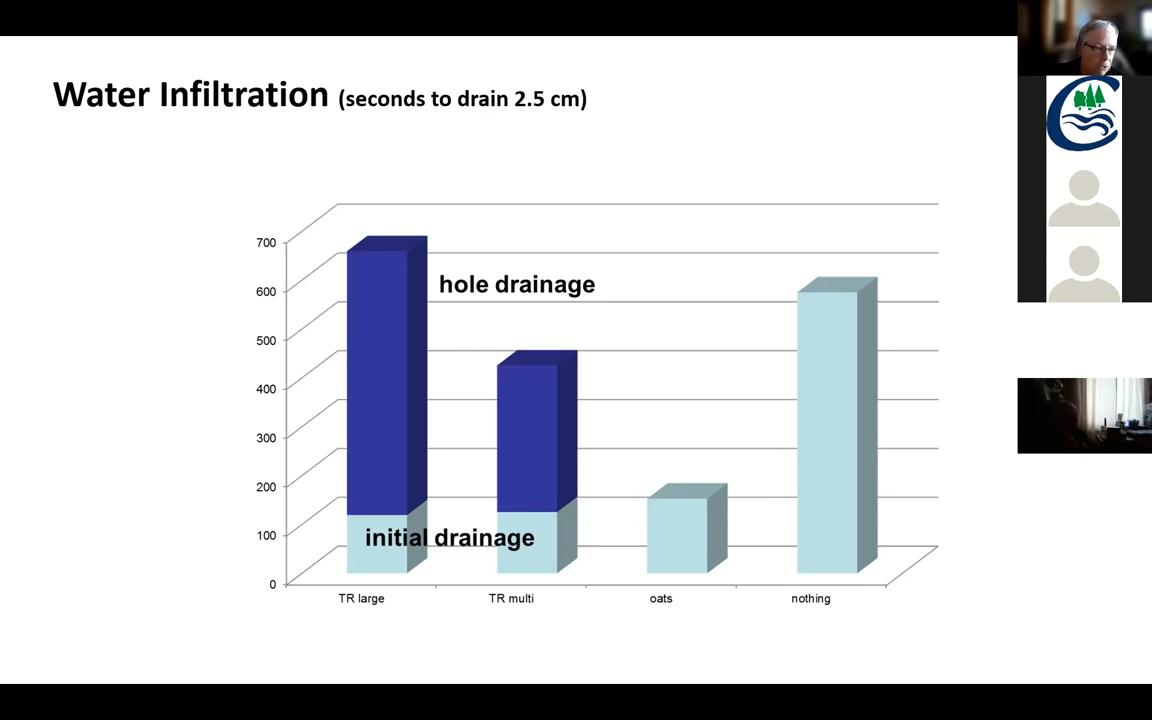 Water Infiltration (seconds to drain 2.5 cm)
700
600
500
400
300
200
100
0
hole drainage
initial drainage
TR large
TR multi
oats
nothing